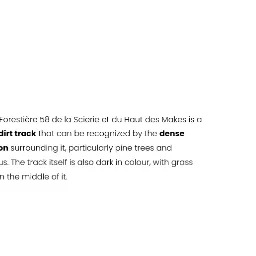 Forestière 58 de la Scierie et du Haut des Makes is a
dirt track that can be recognized by the dense
on surrounding it, particularly pine trees and
us. The track itself is also dark in colour, with grass
n the middle of it.